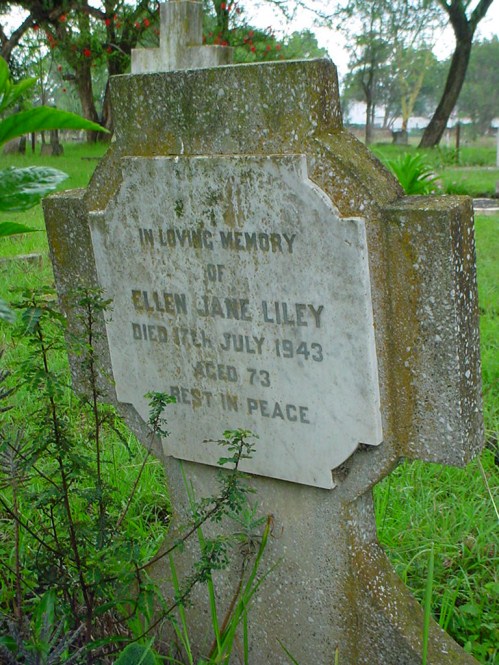 IN LOVING MEMORY
OF
ELLEN JANE LILEY
DIED 17TH JULY 1943
AGED 73
REST IN PEACE